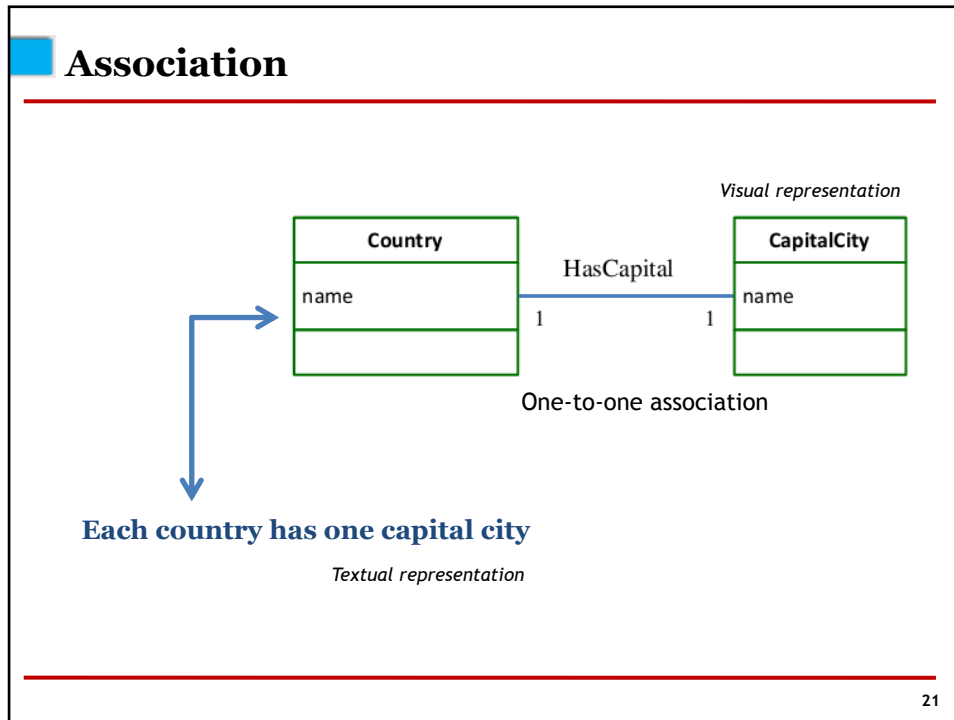 Association
Visual representation
Country
CapitalCity
HasCapital
name
name
1
1
One-to-one association
Each country has one capital city
Textual representation
21